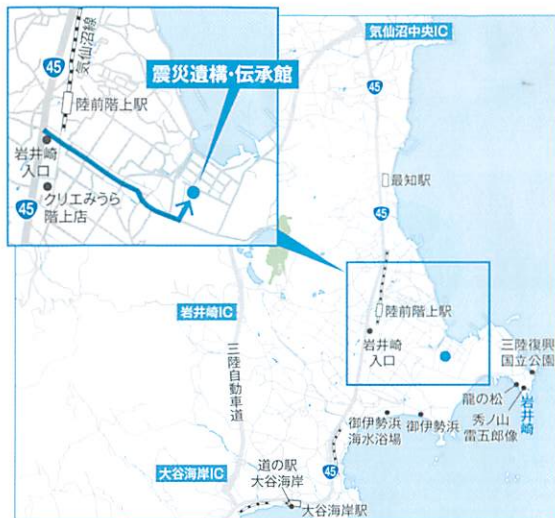 45
気仙沼線
陸前階上駅
岩井崎
入口
クリエみうら
階上店
45
震災遺構・伝承館
気仙沼中央IC
45
最知駅
45
陸前階上駅
岩井崎
入口
岩井崎IC
三陸自動車道
三陸復興
国立公園
龍の松
岩井崎
秀ノ山
雷五郎像
御伊勢浜
海水浴場
御伊勢浜
大谷海岸IC
道の駅
大谷海岸
45
大谷海岸駅